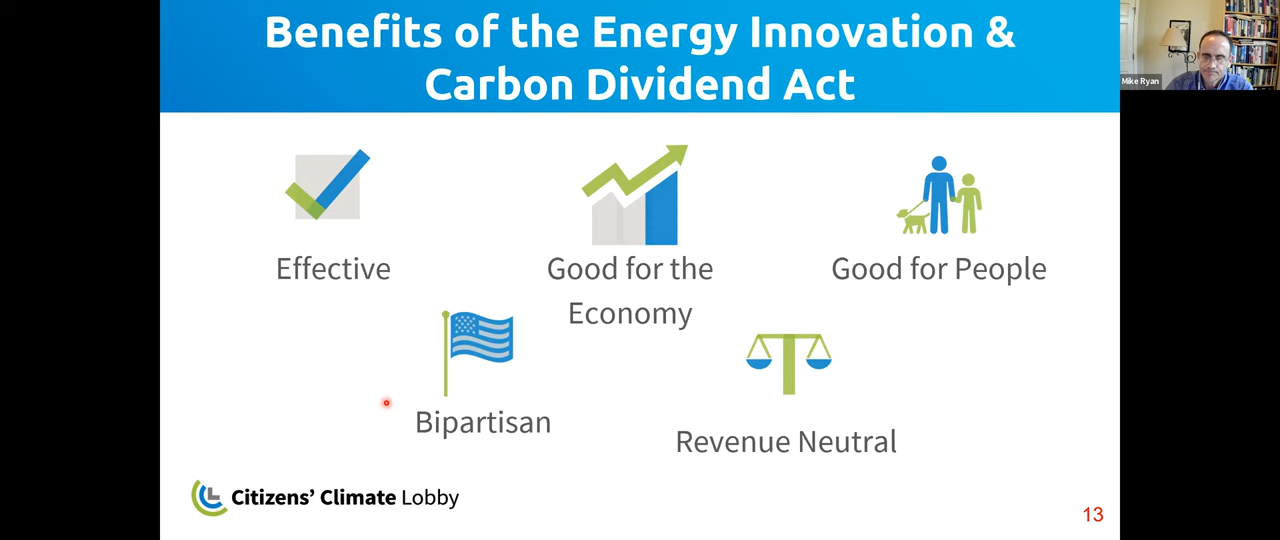 Benefits of the Energy Innovation &
Carbon Dividend Act
Mike Ryan
Effective
Good for the
Economy
Good for People
Bipartisan
Revenue Neutral
Citizens’ Climate Lobby
13